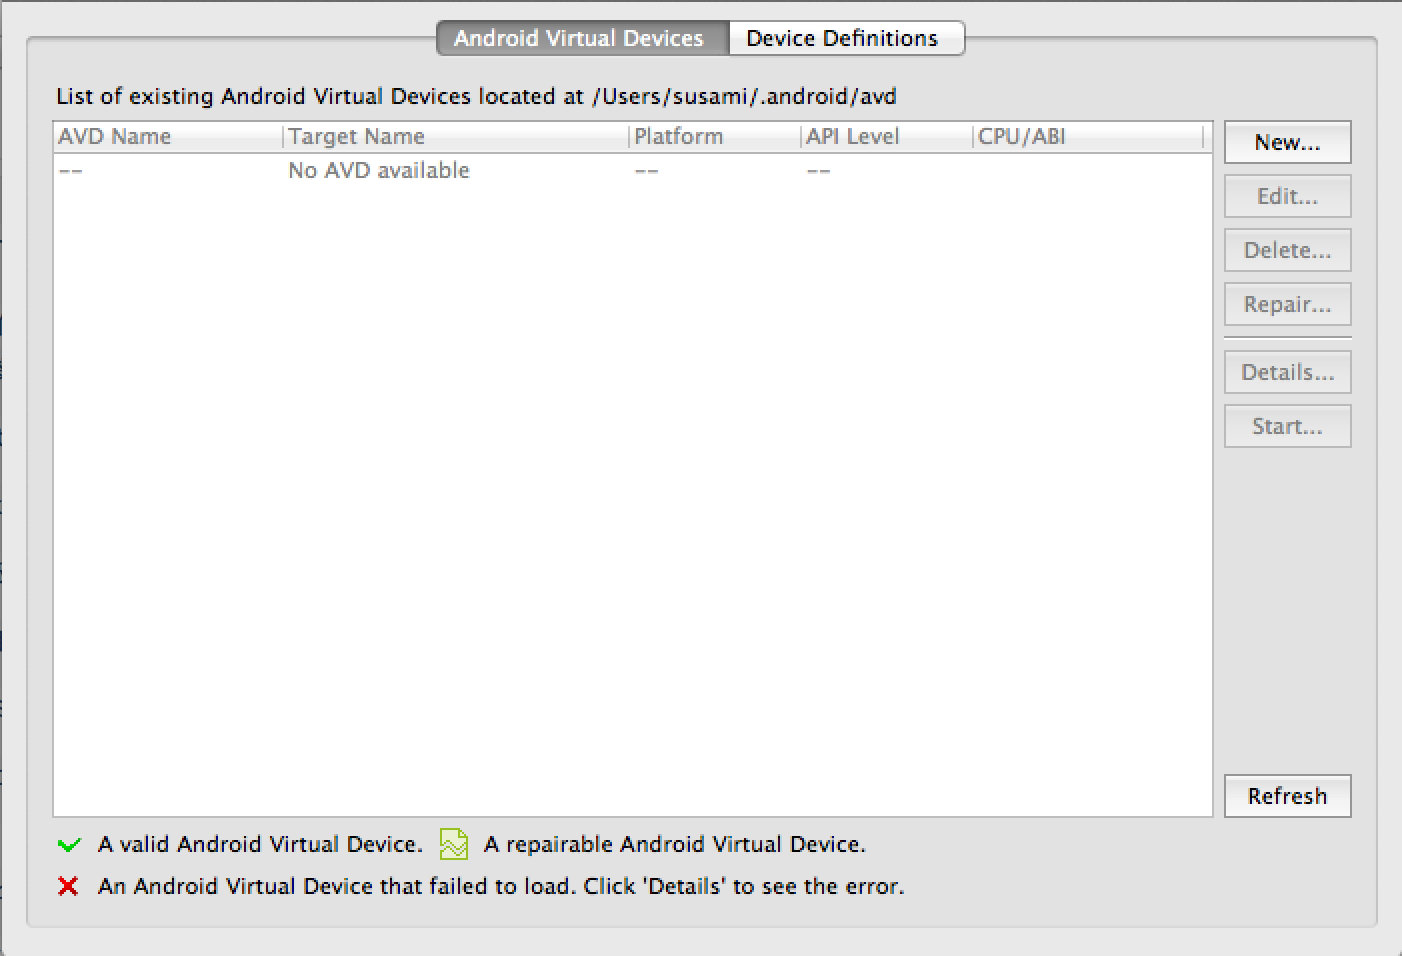 Android Virtual Devices Device Definitions
List of existing Android Virtual Devices located at /Users/susami/.android/avd
AVD Name Target Name Platform API Level CPU/ABI
-- No AVD available -- --
New...
Edit...
Delete...
Repair...
Details...
Start...
Refresh
A valid Android Virtual Device. A repairable Android Virtual Device.
An Android Virtual Device that failed to load. Click 'Details' to see the error.